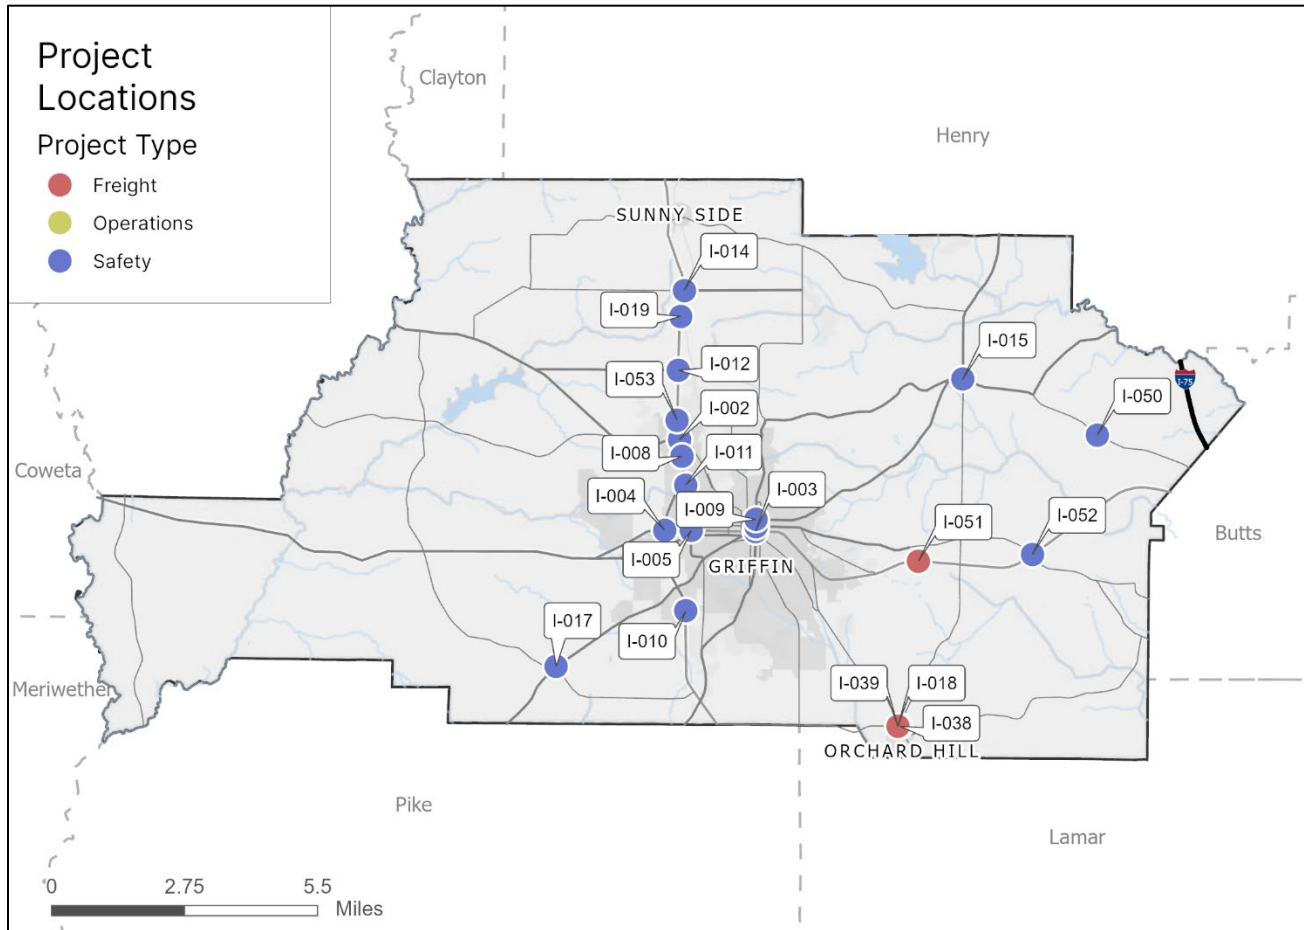 Project
Locations
Project Type
Freight
Operations
Safety
Clayton
Henry
SUNNY SIDE
I-014
I-019
I-015
I-012
I-053
I-75
I-050
I-002
I-008
I-011
Coweta
I-004
I-009
I-003
I-051
I-052
Butts
I-005
GRIFFIN
I-017
I-010
Meriwether
I-039
I-018
I-038
ORCHARD HILL
Pike
Lamar
0
2.75
5.5
Miles